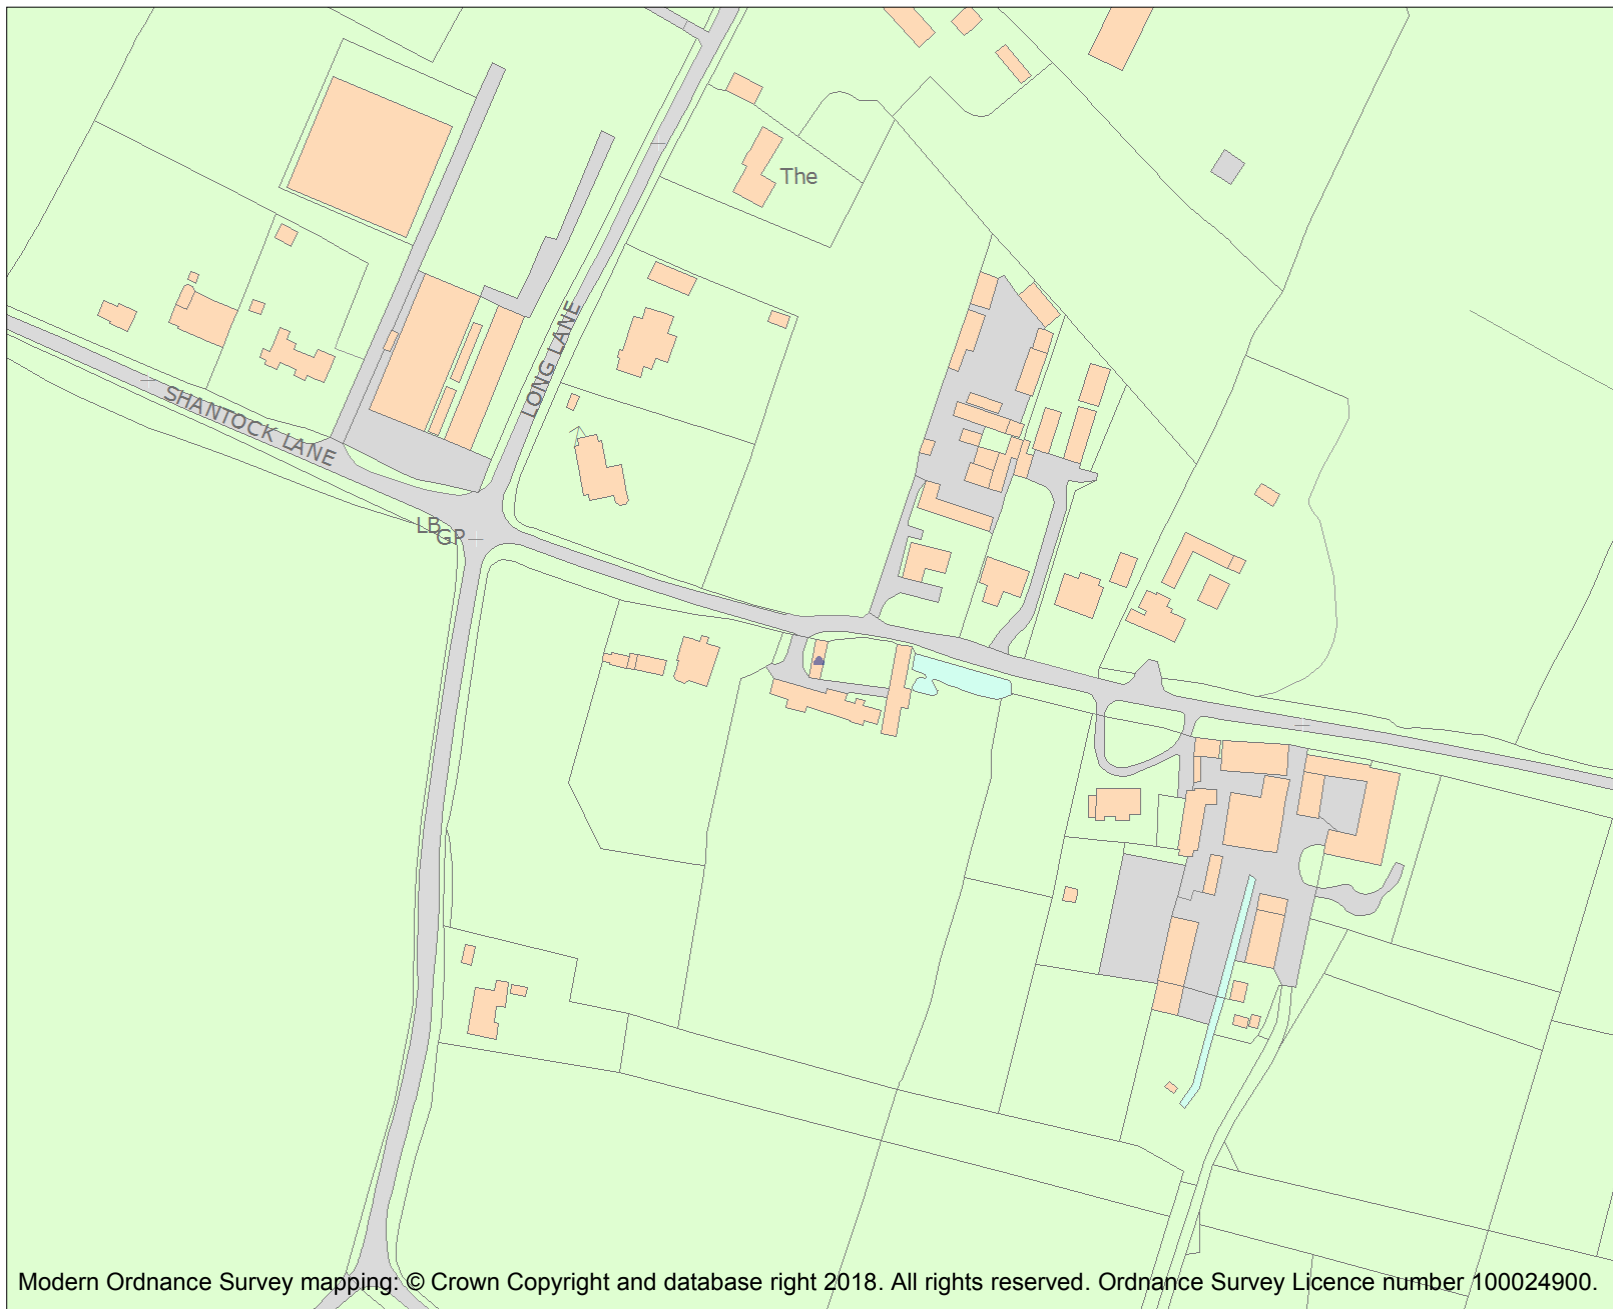 The
LONG LANE
SHANTOCK LANE
LB
GP
Modern Ordnance Survey mapping: © Crown Copyright and database right 2018. All rights reserved. Ordnance Survey Licence number 100024900.